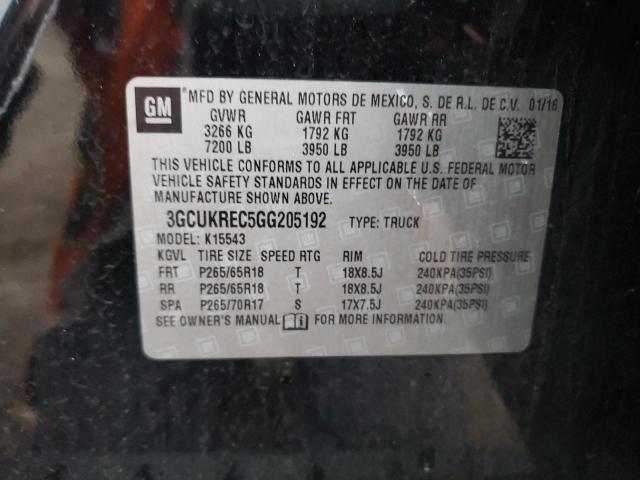 GM MFD BY GENERAL MOTORS DE MEXICO, S. DE R.L. DE C.V. 01/16
GVWR GAWR FRT GAWR RR
3266 KG 1792 KG 1792 KG
7200 LB 3950 LB 3950 LB
THIS VEHICLE CONFORMS TO ALL APPLICABLE U.S. FEDERAL MOTOR
VEHICLE SAFETY STANDARDS IN EFFECT ON THE DATE OF
MANUFACTURE SHOWN ABOVE.
3GCUKREC5GG205192 TYPE: TRUCK
MODEL: K15543
KGVL TIRE SIZE SPEED RTG RIM COLD TIRE PRESSURE
FRT P265/65R18 T 18X8.5J 240KPA(35PSI)
RR P265/65R18 T 18X8.5J 240KPA(35PSI)
SPA P265/70R17 S 17X7.5J 240KPA(35PSI)
SEE OWNER'S MANUAL FOR MORE INFORMATION.